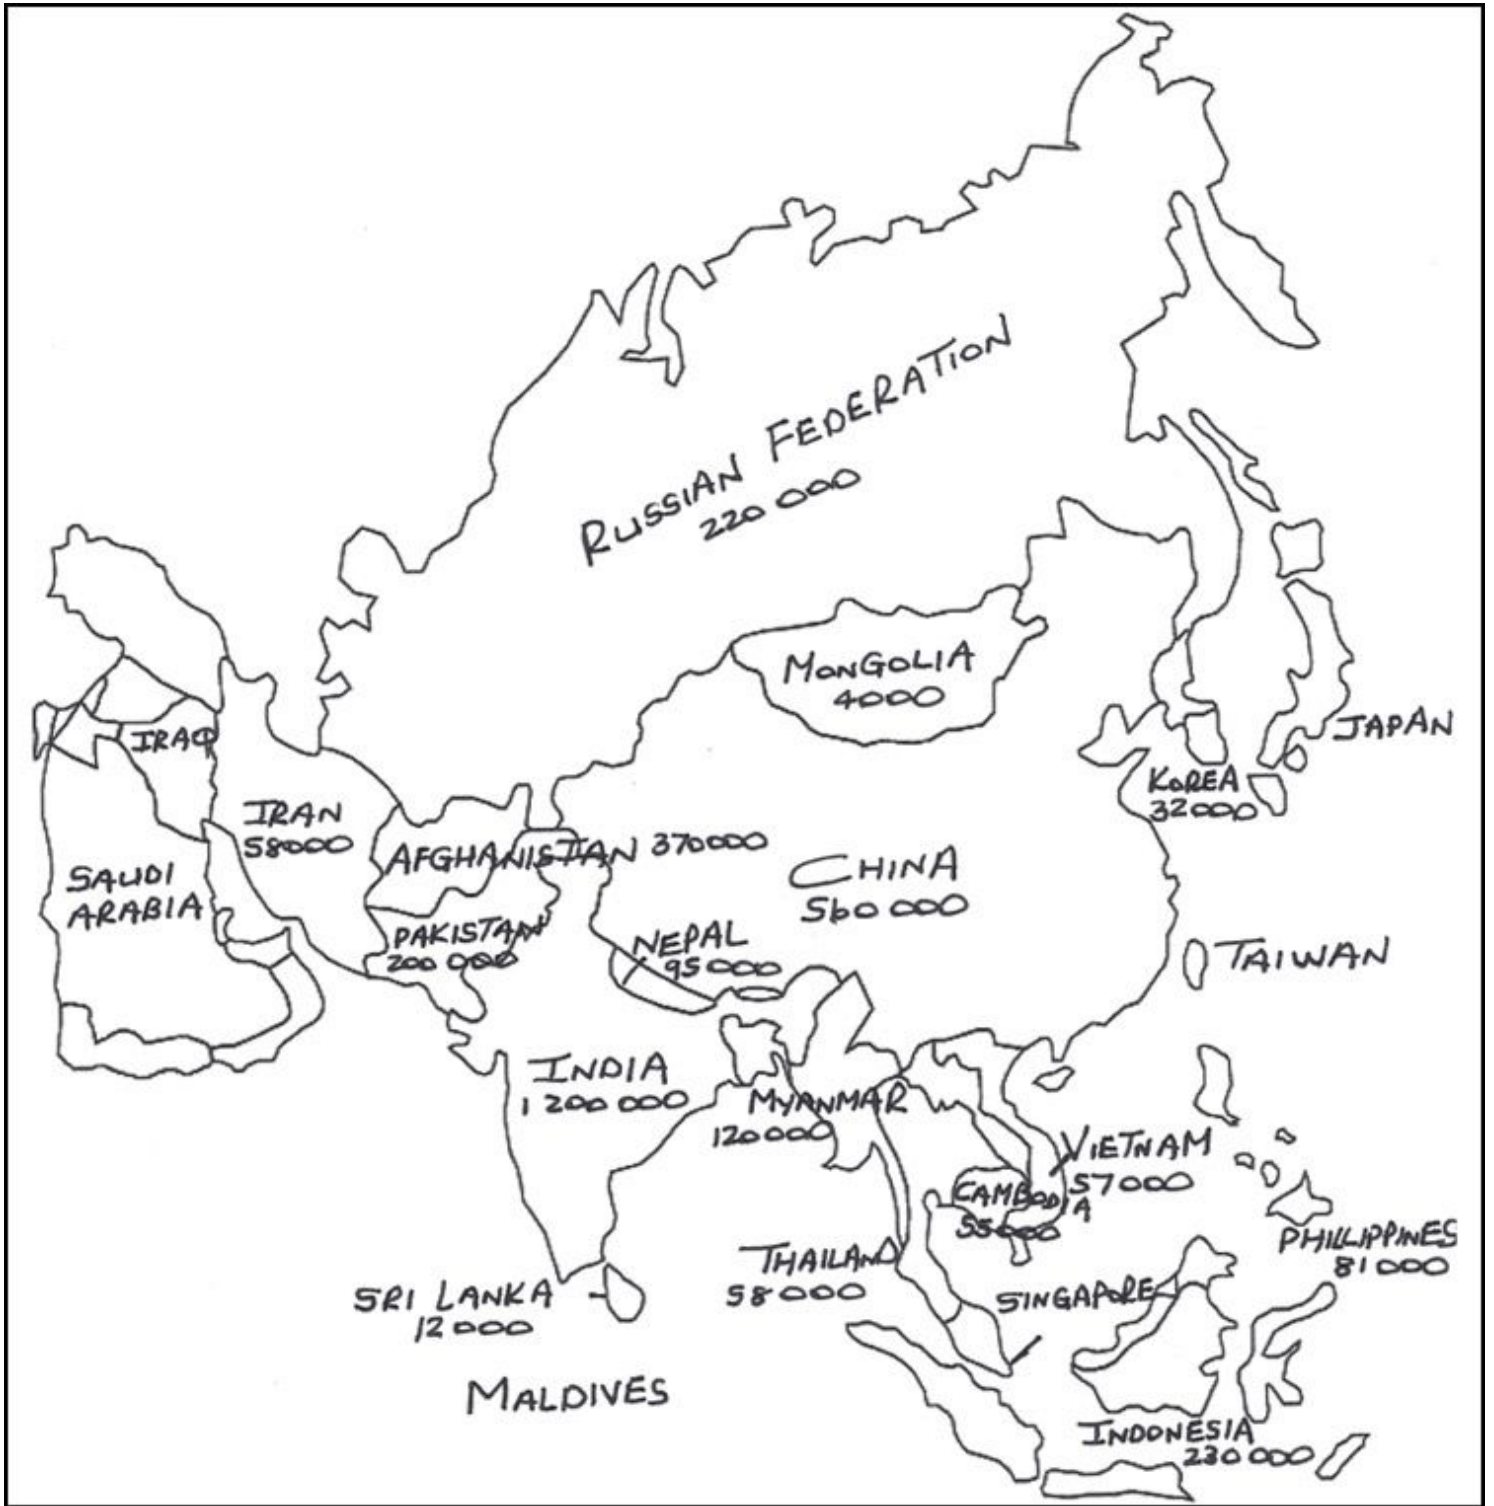 RUSSIAN FEDERATION
220 000
MONGOLIA
4000
JAPAN
IRAQ
KOREA
32000
IRAN
58000
AFGHANISTAN 370000
CHINA
560 000
SAUDI
ARABIA
PAKISTAN
200 000
NEPAL
95000
TAIWAN
INDIA
1 200 000
MYANMAR
120000
VIETNAM
57000
CAMBODIA
55000
PHILLIPPINES
81000
THAILAND
58000
SINGAPORE
SRI LANKA
12000
MALDIVES
INDONESIA
230000